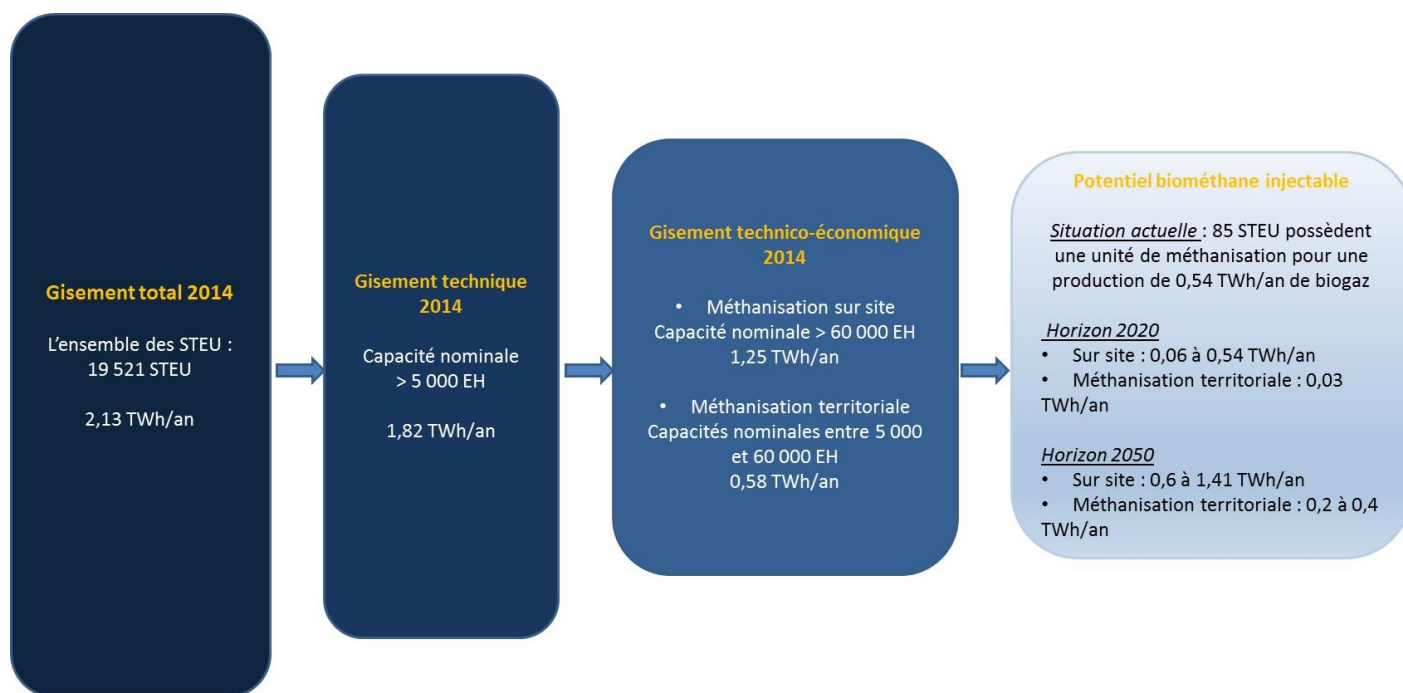 Gisement total 2014
L'ensemble des STEU :
19 521 STEU
2,13 TWh/an
Gisement technique
2014
Capacité nominale
> 5 000 EH
1,82 TWh/an
Gisement technico-économique
2014
• Méthanisation sur site
Capacité nominale > 60 000 EH
1,25 TWh/an
• Méthanisation territoriale
Capacités nominales entre 5 000
et 60 000 EH
0,58 TWh/an
Potentiel biométhane injectable
Situation actuelle : 85 STEU possèdent
une unité de méthanisation pour une
production de 0,54 TWh/an de biogaz
Horizon 2020
• Sur site : 0,06 à 0,54 TWh/an
• Méthanisation territoriale : 0,03
TWh/an
Horizon 2050
• Sur site : 0,6 à 1,41 TWh/an
• Méthanisation territoriale : 0,2 à 0,4
TWh/an